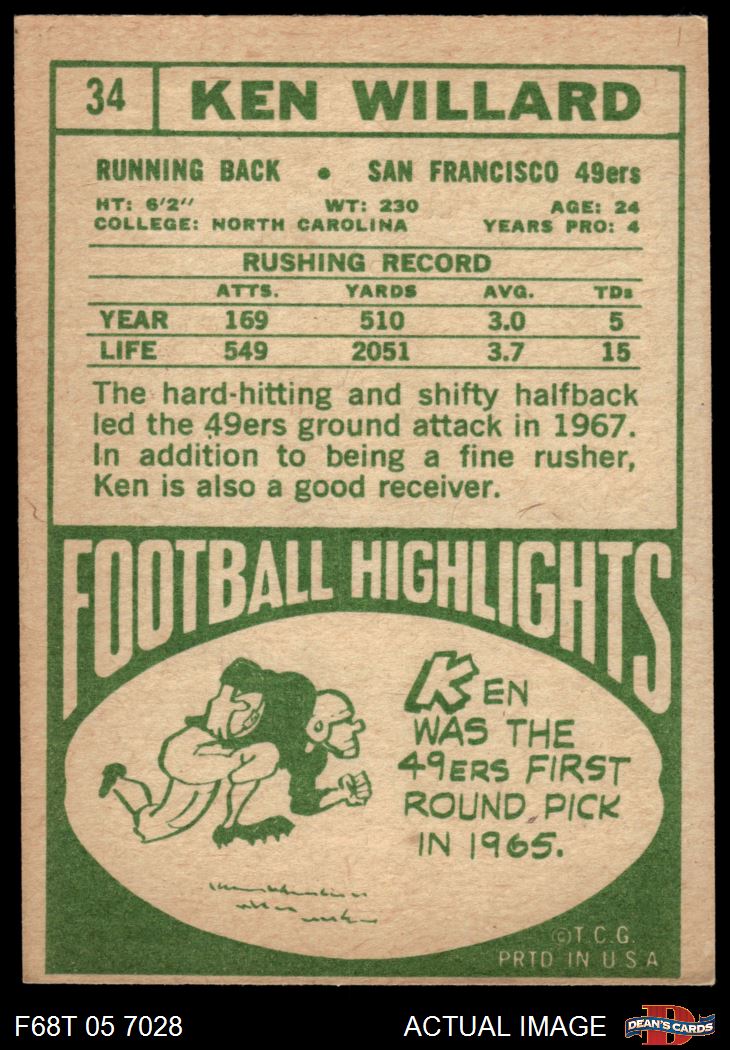 34 KEN WILLARD
RUNNING BACK • SAN FRANCISCO 49ers
HT: 6'2" WT: 230 AGE: 24
COLLEGE: NORTH CAROLINA YEARS PRO: 4
RUSHING RECORD
ATTS. YARDS AVG. TDs
YEAR 169 510 3.0 5
LIFE 549 2051 3.7 15
The hard-hitting and shifty halfback
led the 49ers ground attack in 1967.
In addition to being a fine rusher,
Ken is also a good receiver.
FOOTBALL HIGHLIGHTS
KEN
WAS THE
49ERS FIRST
ROUND PICK
IN 1965.
©T.C.G.
PRTD IN U S A
F68T 05 7028 ACTUAL IMAGE
D
DEAN'S CARDS